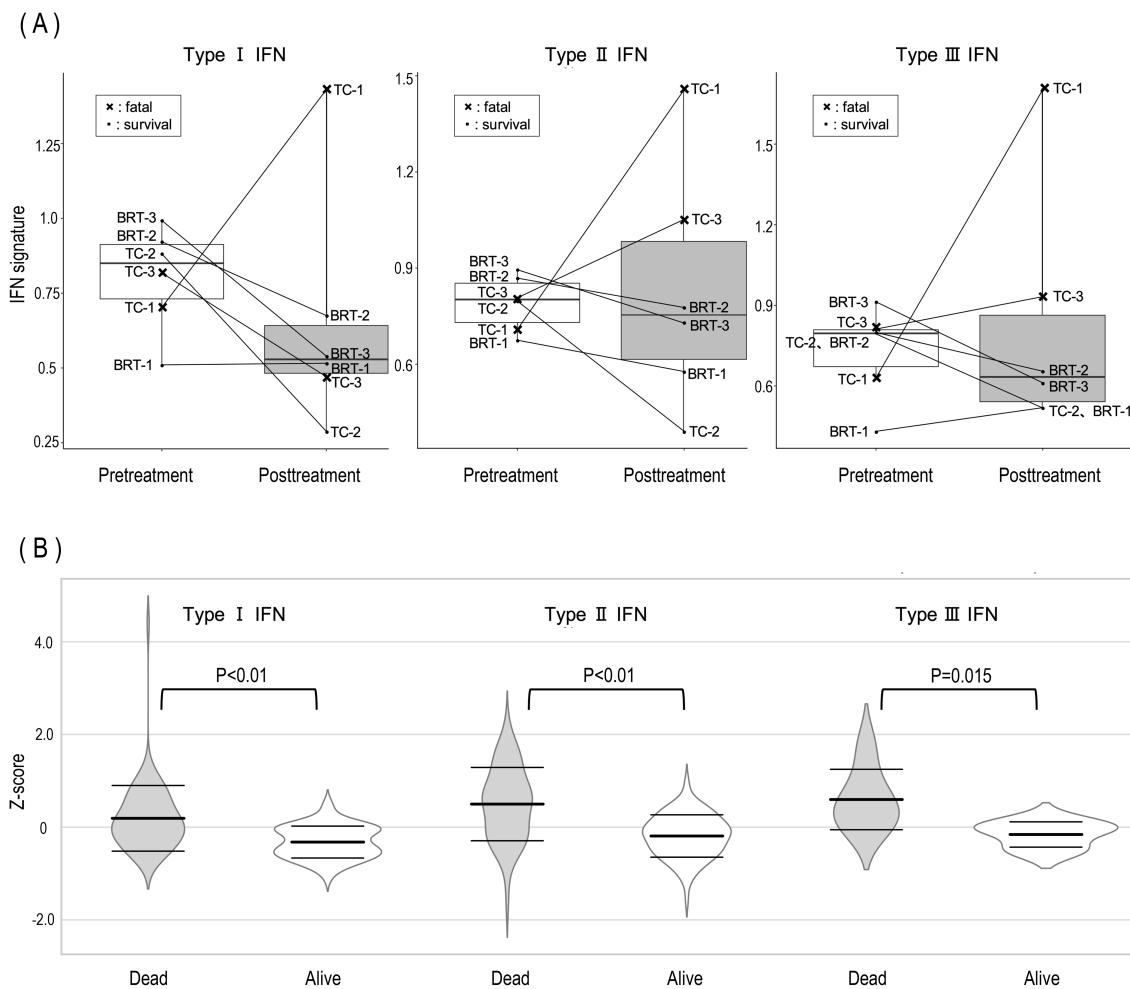 (A)
Type Ⅰ IFN
Type Ⅱ IFN
Type Ⅲ IFN
× : fatal
▪ : survival
× : fatal
▪ : survival
× : fatal
▪ : survival
IFN signature
1.25
1.0
0.75
0.5
0.25
BRT-3
BRT-2
TC-2
TC-3
TC-1
BRT-1
TC-1
BRT-2
BRT-3
BRT-1
TC-3
TC-2
Pretreatment
Posttreatment
1.5
1.2
0.9
0.6
BRT-3
BRT-2
TC-3
TC-2
TC-1
BRT-1
TC-1
TC-3
BRT-2
BRT-3
BRT-1
TC-2
Pretreatment
Posttreatment
1.5
1.2
0.9
0.6
BRT-3
TC-3
TC-2、BRT-2
TC-1
BRT-1
TC-1
TC-3
BRT-2
BRT-3
TC-2、BRT-1
Pretreatment
Posttreatment
(B)
Type Ⅰ IFN
Type Ⅱ IFN
Type Ⅲ IFN
P<0.01
P<0.01
P=0.015
Z-score
4.0
2.0
0
-2.0
Dead
Alive
Dead
Alive
Dead
Alive